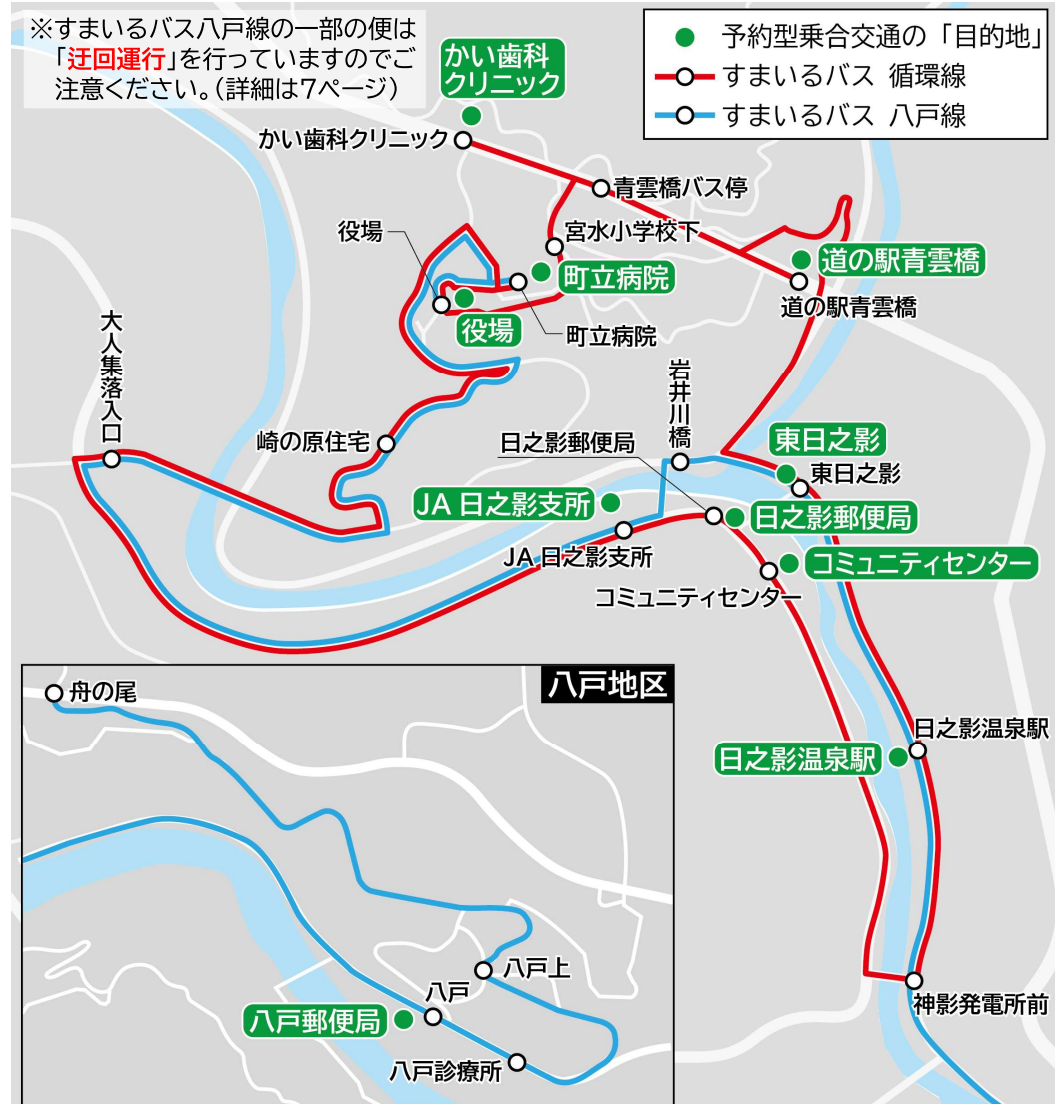 ※すまいるバス八戸線の一部の便は
「迂回運行」を行っていますのでご
注意ください。（詳細は7ページ）
予約型乗合交通の「目的地」
すまいるバス 循環線
すまいるバス 八戸線
かい歯科
クリニック
かい歯科クリニック
青雲橋バス停
役場
宮水小学校下
町立病院
道の駅青雲橋
道の駅青雲橋
役場
町立病院
大人集落入口
岩井川橋
崎の原住宅
日之影郵便局
東日之影
東日之影
JA 日之影支所
日之影郵便局
JA 日之影支所
コミュニティセンター
コミュニティセンター
八戸地区
舟の尾
日之影温泉駅
日之影温泉駅
八戸上
八戸
神影発電所前
八戸郵便局
八戸診療所